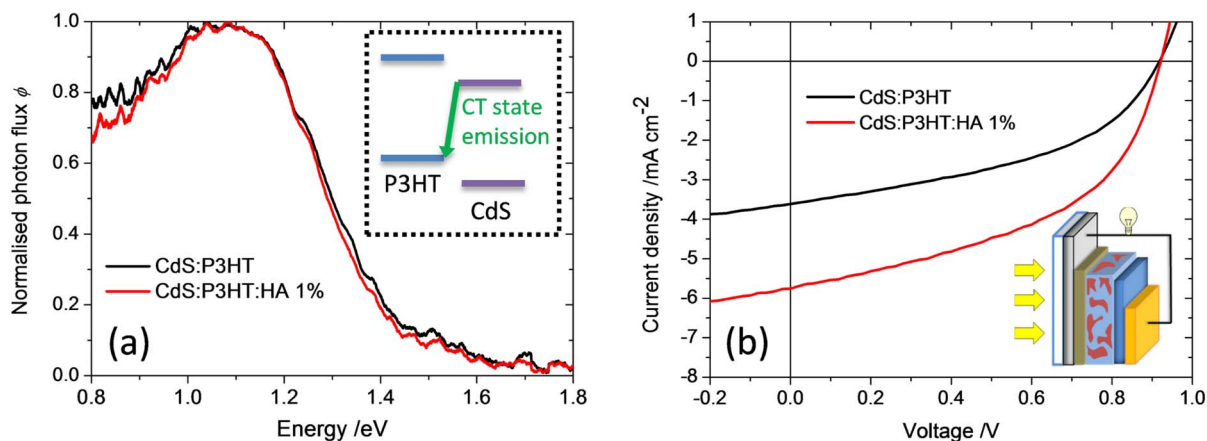 Normalised photon flux ϕ
1.0
0.8
0.6
0.4
0.2
0.0
0.8
1.0
1.2
1.4
1.6
1.8
Energy /eV
CT state
emission
P3HT
CdS
CdS:P3HT
CdS:P3HT:HA 1%
(a)
(b)
Current density /mA cm-2
1
0
-1
-2
-3
-4
-5
-6
-7
-8
-0.2
0.0
0.2
0.4
0.6
0.8
1.0
Voltage /V
CdS:P3HT
CdS:P3HT:HA 1%
(b)